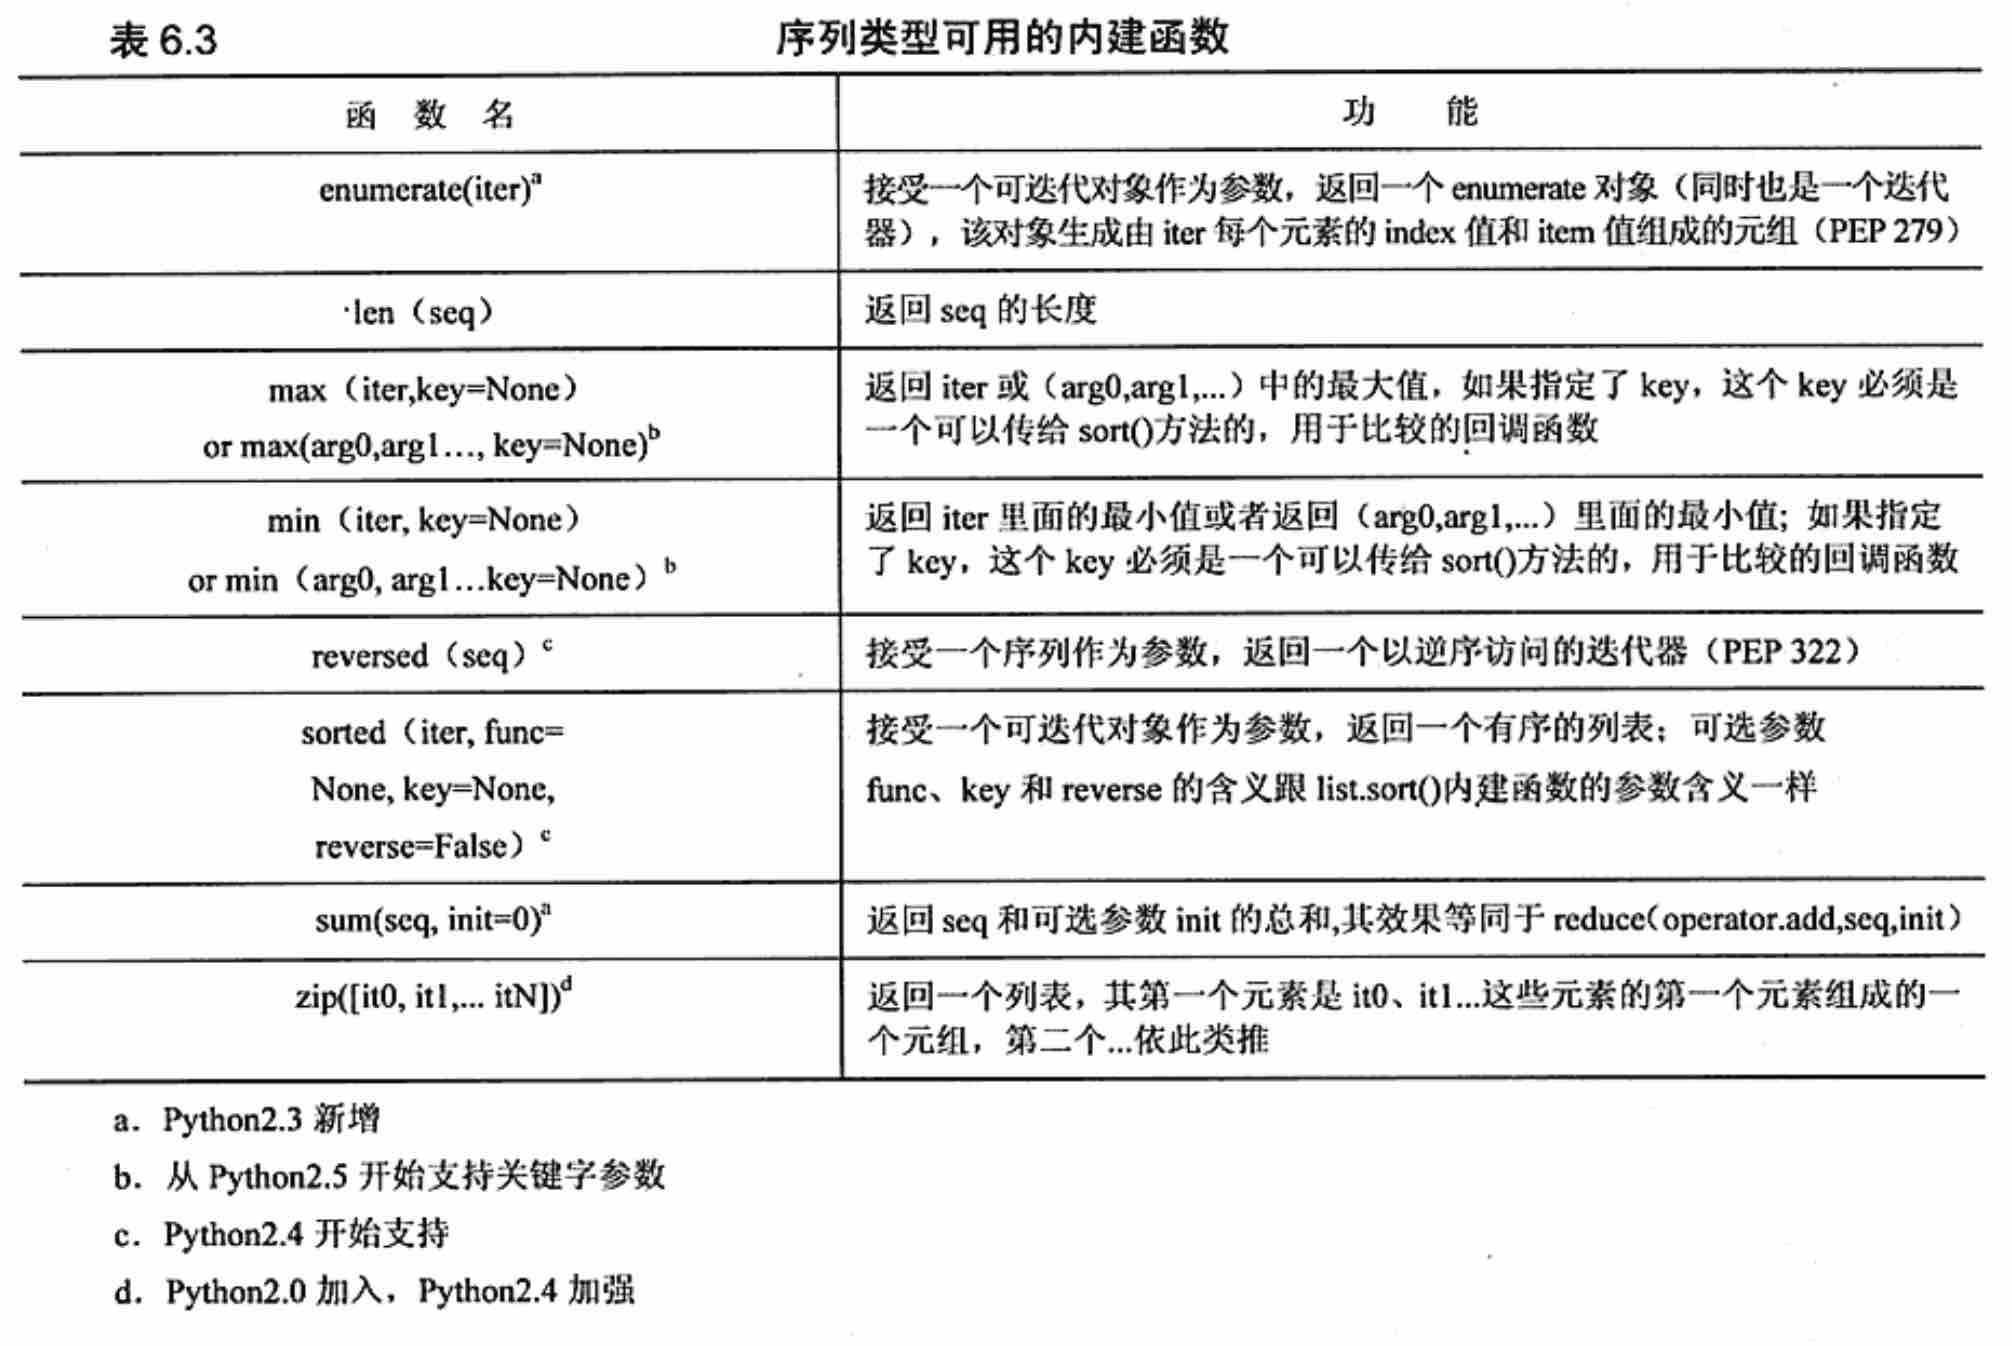 表 6.3 序列类型可用的内建函数
函 数 名 功 能
enumerate(iter)a 接受一个可迭代对象作为参数，返回一个 enumerate 对象（同时也是一个迭代
器），该对象生成由 iter 每个元素的 index 值和 item 值组成的元组（PEP 279）
len（seq） 返回 seq 的长度
max（iter,key=None） 返回 iter 或（arg0,arg1,...）中的最大值，如果指定了 key，这个 key 必须是
or max(arg0,arg1..., key=None)b 一个可以传给 sort()方法的，用于比较的回调函数
min（iter, key=None） 返回 iter 里面的最小值或者返回（arg0,arg1,...）里面的最小值; 如果指定
or min（arg0, arg1...key=None）b 了 key，这个 key 必须是一个可以传给 sort()方法的，用于比较的回调函数
reversed（seq）c 接受一个序列作为参数，返回一个以逆序访问的迭代器（PEP 322）
sorted（iter, func= 接受一个可迭代对象作为参数，返回一个有序的列表；可选参数
None, key=None, func、key 和 reverse 的含义跟 list.sort()内建函数的参数含义一样
reverse=False）c
sum(seq, init=0)a 返回 seq 和可选参数 init 的总和,其效果等同于 reduce(operator.add,seq,init）
zip([it0, it1,... itN])d 返回一个列表，其第一个元素是 it0、it1...这些元素的第一个元素组成的一
个元组，第二个...依此类推
a. Python2.3 新增
b. 从 Python2.5 开始支持关键字参数
c. Python2.4 开始支持
d. Python2.0 加入，Python2.4 加强